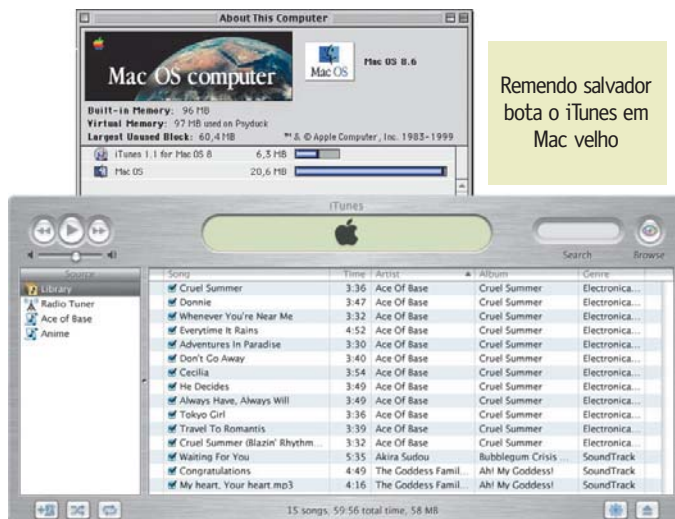 About This Computer
Mac OS computer
Mac OS
Mac OS 8.6
Built-in Memory: 96 MB
Virtual Memory: 97 MB used on Psyduck
Largest Unused Block: 60,4 MB
™ & © Apple Computer, Inc. 1983-1999
iTunes 1.1 for Mac OS 8 6,3 MB
Mac OS 20,6 MB
Remendo salvador
bota o iTunes em
Mac velho
iTunes
Search Browse
Source Song Time Artist Album Genre
Library
Radio Tuner
Ace of Base
Anime
Cruel Summer 3:36 Ace Of Base Cruel Summer Electronica...
Donnie 3:47 Ace Of Base Cruel Summer Electronica...
Whenever You're Near Me 3:32 Ace Of Base Cruel Summer Electronica...
Everytime It Rains 4:52 Ace Of Base Cruel Summer Electronica...
Adventures In Paradise 3:30 Ace Of Base Cruel Summer Electronica...
Don't Go Away 3:40 Ace Of Base Cruel Summer Electronica...
Cecilia 3:54 Ace Of Base Cruel Summer Electronica...
He Decides 3:49 Ace Of Base Cruel Summer Electronica...
Always Have, Always Will 3:49 Ace Of Base Cruel Summer Electronica...
Tokyo Girl 3:36 Ace Of Base Cruel Summer Electronica...
Travel To Romantis 3:39 Ace Of Base Cruel Summer Electronica...
Cruel Summer (Blazin' Rhythm... 3:32 Ace Of Base Cruel Summer Electronica...
Waiting For You 5:35 Akira Sudou Bubblegum Crisis ... SoundTrack
Congratulations 4:49 The Goddess Famil... Ah! My Goddess! SoundTrack
My heart, Your heart.mp3 4:16 The Goddess Famil... Ah! My Goddess! SoundTrack
15 songs, 59:56 total time, 58 MB